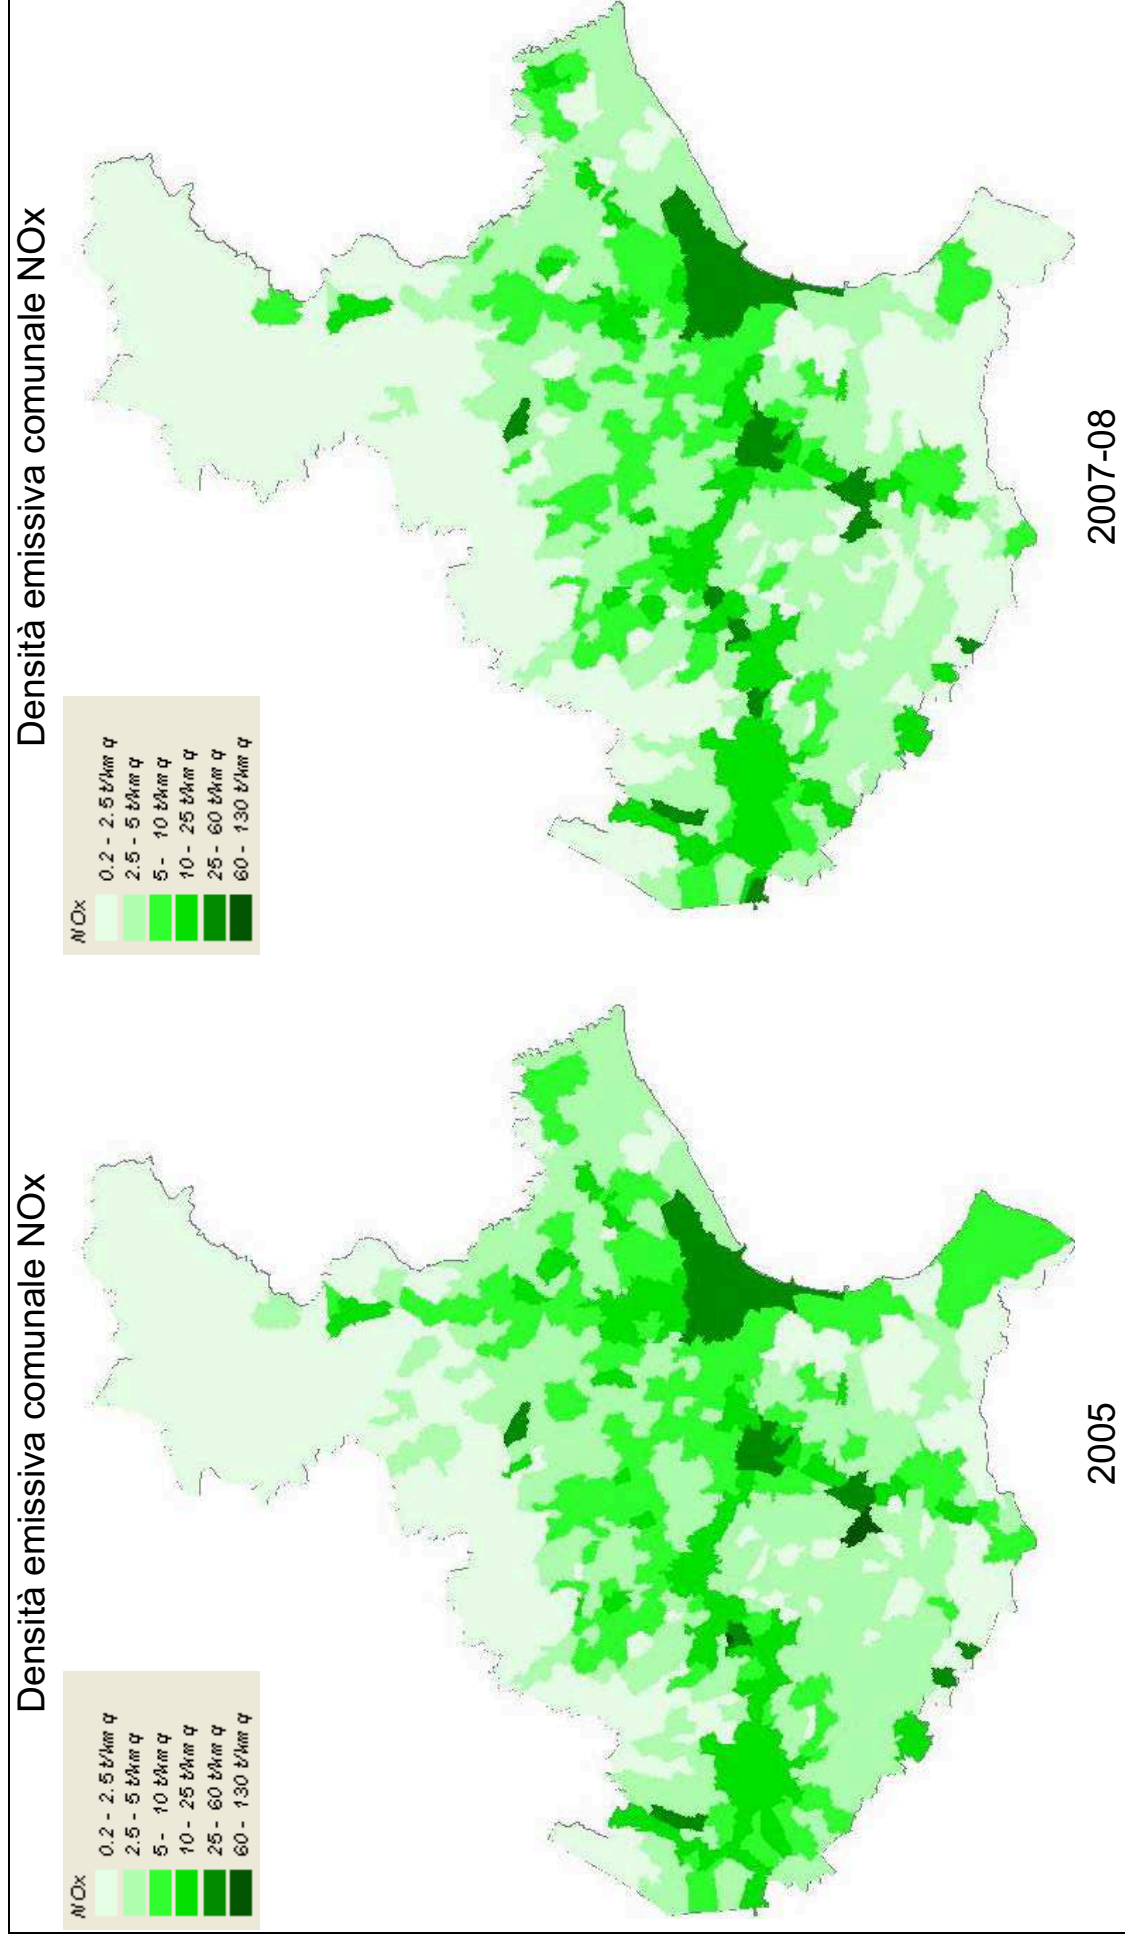 Densità emissiva comunale NOx
NOx
0.2 - 2.5 t/km q
2.5 - 5 t/km q
5 - 10 t/km q
10 - 25 t/km q
25 - 60 t/km q
60 - 130 t/km q
2005
Densità emissiva comunale NOx
NOx
0.2 - 2.5 t/km q
2.5 - 5 t/km q
5 - 10 t/km q
10 - 25 t/km q
25 - 60 t/km q
60 - 130 t/km q
2007-08